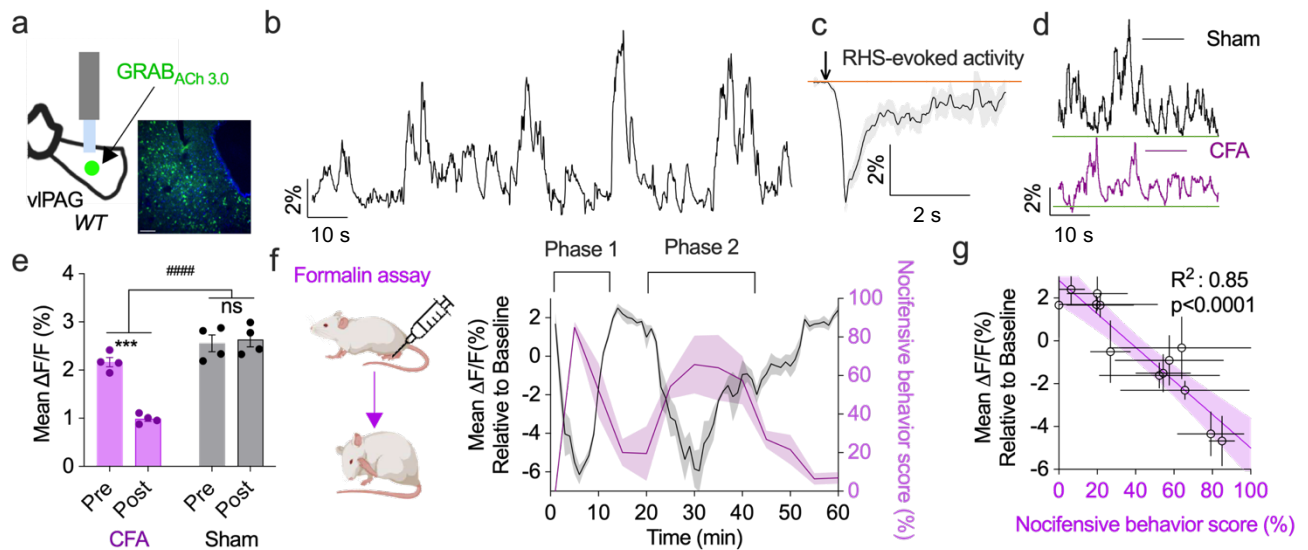 a
GRAB ACh 3.0
vlPAG
WT
b
2%
10 s
c
RHS-evoked activity
2%
2 s
d
Sham
CFA
2%
10 s
e
####
ns
***
Mean ΔF/F (%)
4
3
2
1
0
Pre
Post
Pre
Post
CFA
Sham
f
Formalin assay
Phase 1
Phase 2
Mean ΔF/F(%)
Relative to Baseline
2
0
-2
-4
-6
0
10
20
30
40
50
60
Time (min)
100
80
60
40
20
0
Nocifensive behavior
score (%)
g
R²: 0.85
p<0.0001
Mean ΔF/F(%)
Relative to Baseline
2
0
-2
-4
-6
0
20
40
60
80
100
Nocifensive behavior score (%)